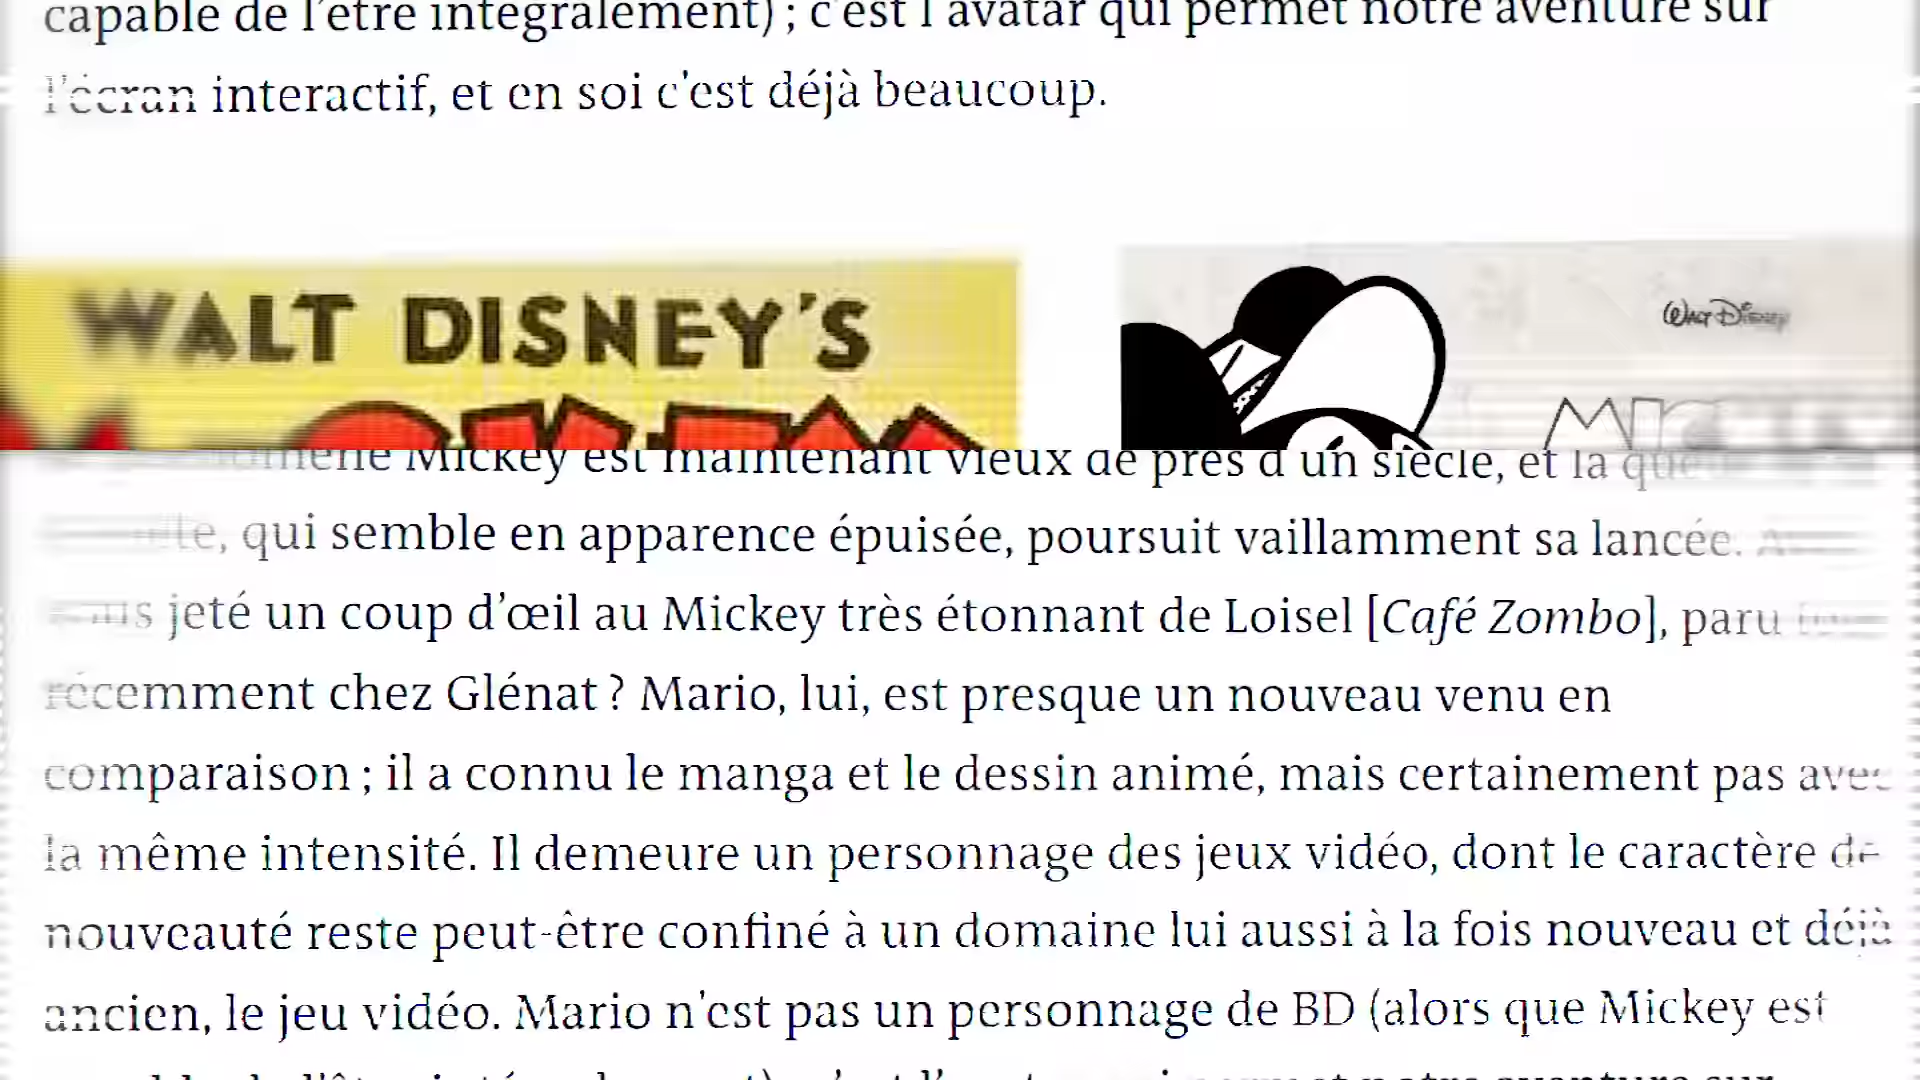 capable de l'être intégralement) ; c'est l'avatar qui permet notre aventure sur
l'écran interactif, et en soi c'est déjà beaucoup.
WALT DISNEY'S
Walt Disney
MICKEY
Mickey est maintenant vieux de près d'un siècle, et la
qui semble en apparence épuisée, poursuit vaillamment sa lancée.
jeté un coup d'œil au Mickey très étonnant de Loisel [Café Zombo], paru
récemment chez Glénat ? Mario, lui, est presque un nouveau venu en
comparaison ; il a connu le manga et le dessin animé, mais certainement pas avec
la même intensité. Il demeure un personnage des jeux vidéo, dont le caractère de
nouveauté reste peut-être confiné à un domaine lui aussi à la fois nouveau et déjà
ancien, le jeu vidéo. Mario n'est pas un personnage de BD (alors que Mickey est